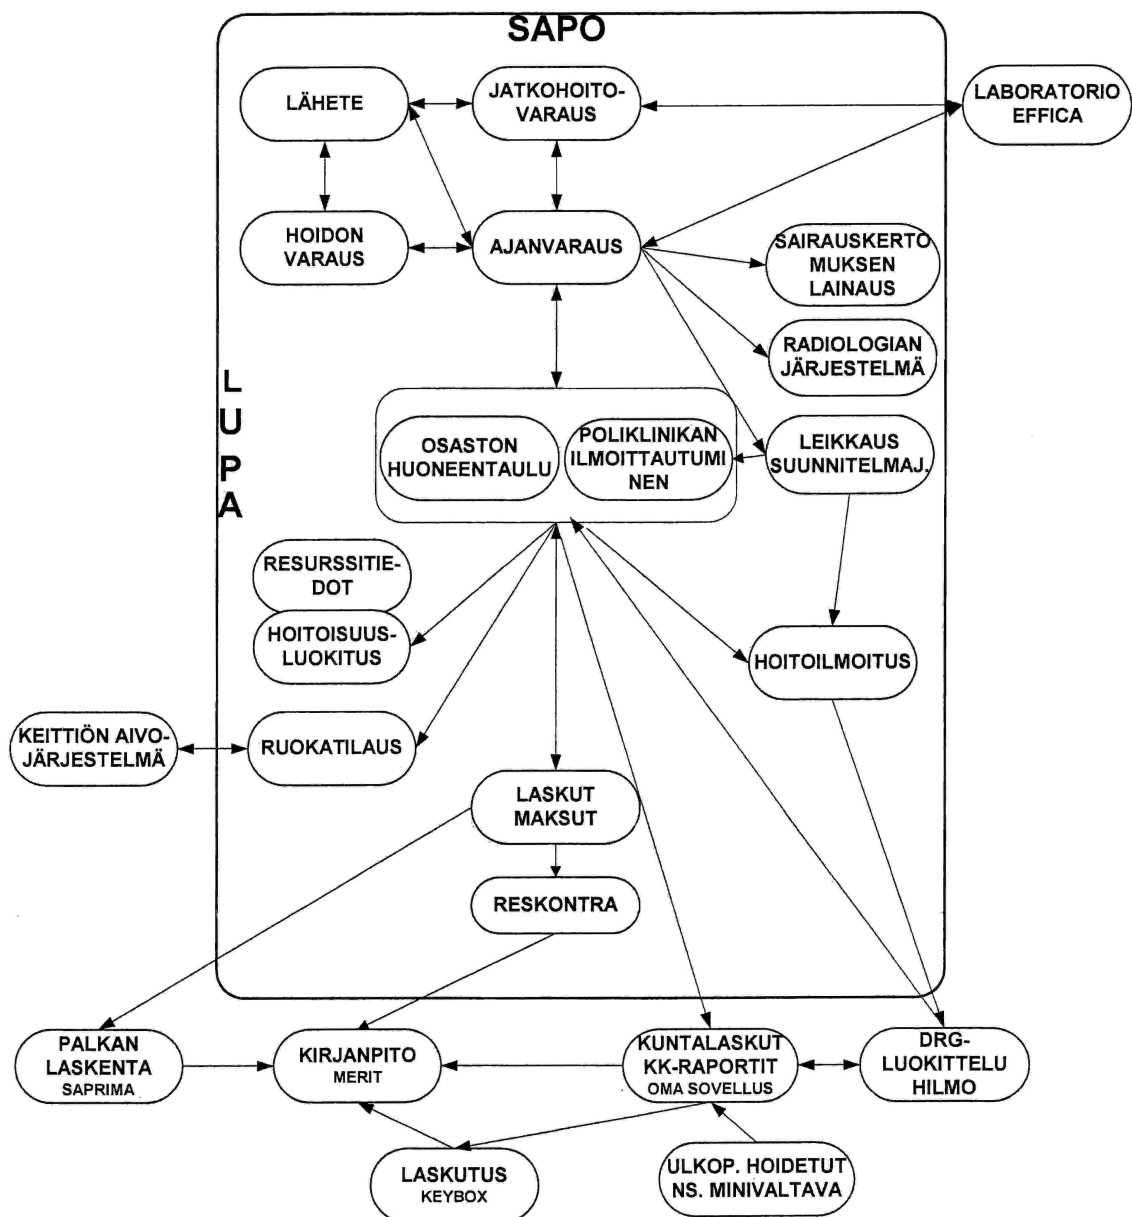 SAPO
LÄHETE
JATKOHOITO-
VARAUS
LABORATORIO
EFFICA
HOIDON
VARAUS
AJANVARAUS
SAIRAUSKERTO
MUKSEN
LAINAUS
RADIOLOGIAN
JÄRJESTELMÄ
L
U
P
A
OSASTON
HUONEENTAULU
POLIKLINIKAN
ILMOITTAUTUMI
NEN
LEIKKAUS
SUUNNITELMAJ.
RESURSSITIE-
DOT
HOITOISUUS-
LUOKITUS
HOITOILMOITUS
KEITTIÖN AIVO-
JÄRJESTELMÄ
RUOKATILAUS
LASKUT
MAKSUT
RESKONTRA
PALKAN
LASKENTA
SAPRIMA
KIRJANPITO
MERIT
KUNTALASKUT
KK-RAPORTIT
OMA SOVELLUS
DRG-
LUOKITTELU
HILMO
LASKUTUS
KEYBOX
ULKOP. HOIDETUT
NS. MINIVALTAVA